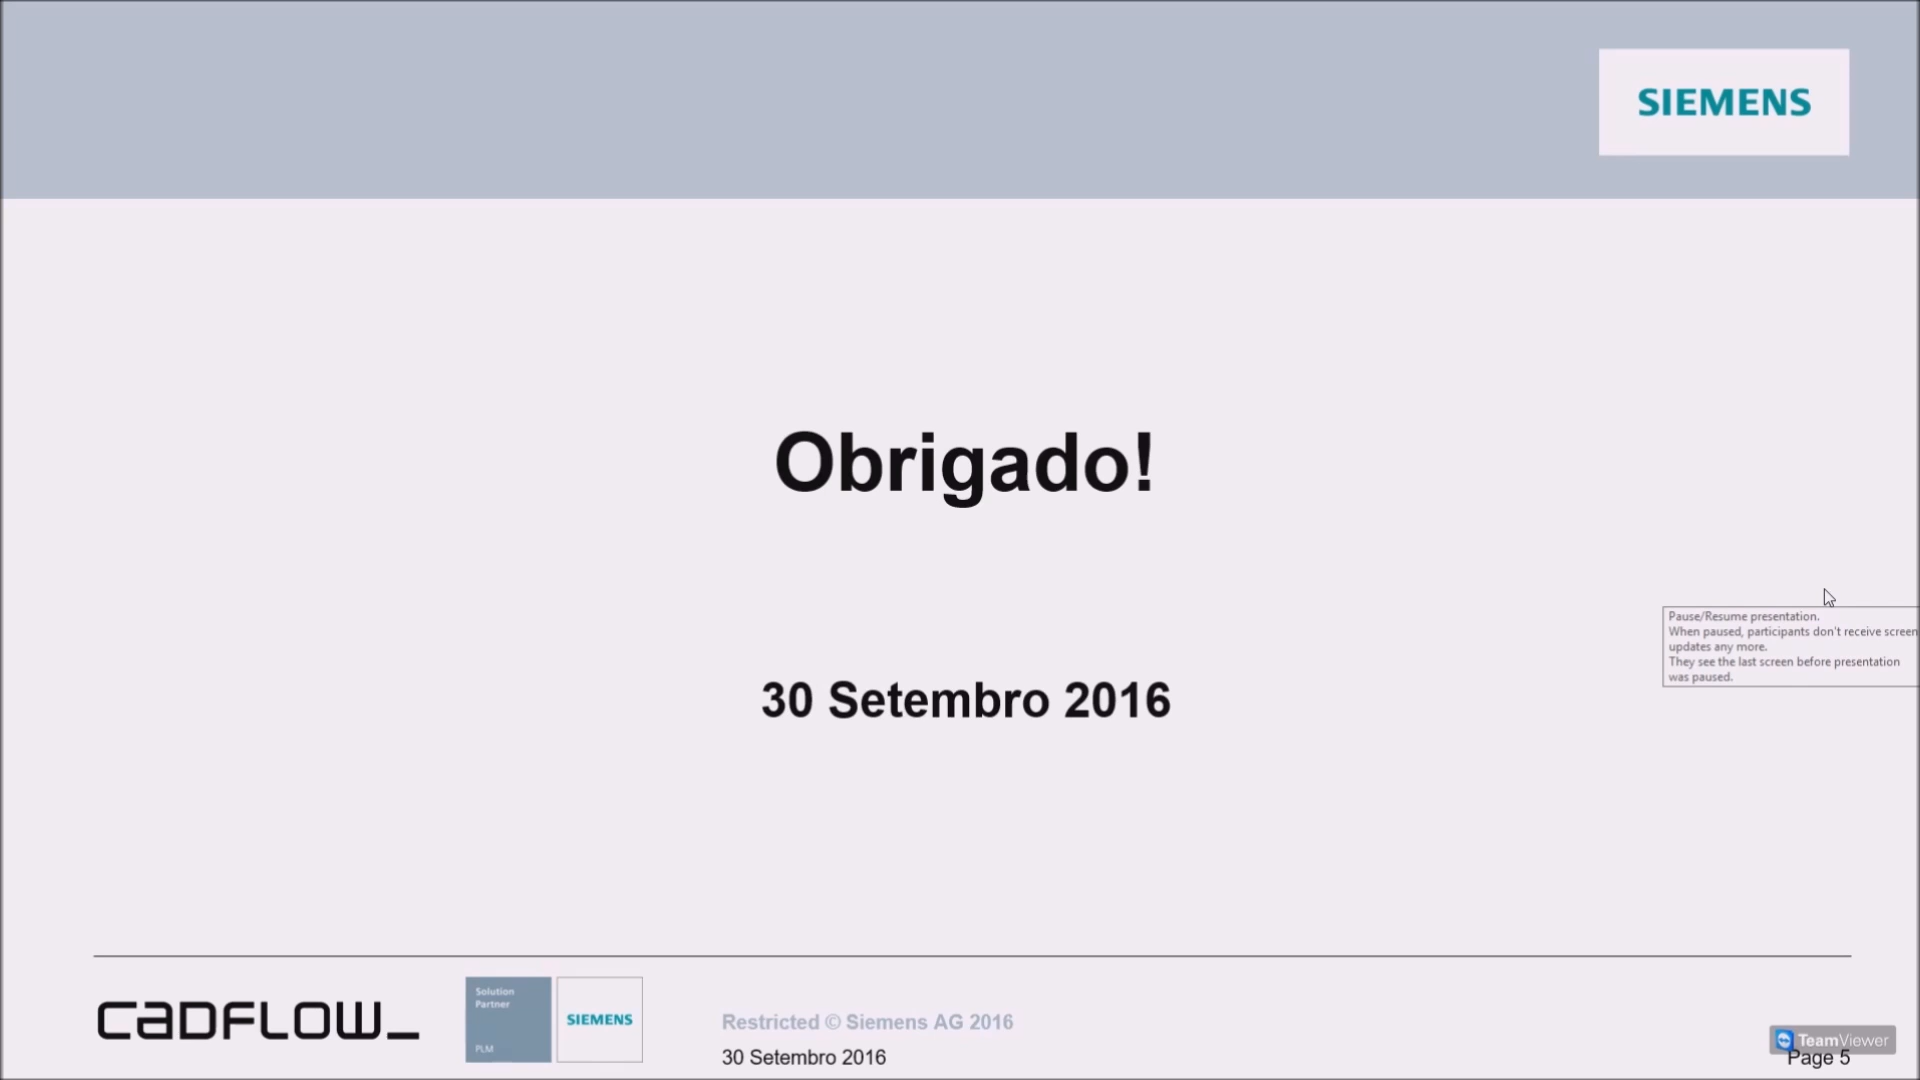 SIEMENS
Obrigado!
Pause/Resume presentation.
When paused, participants don't receive screen
updates any more.
They see the last screen before presentation
was paused.
30 Setembro 2016
CADFLOW_
Solution
Partner
PLM
SIEMENS
Restricted © Siemens AG 2016
30 Setembro 2016
TeamViewer
Page 5